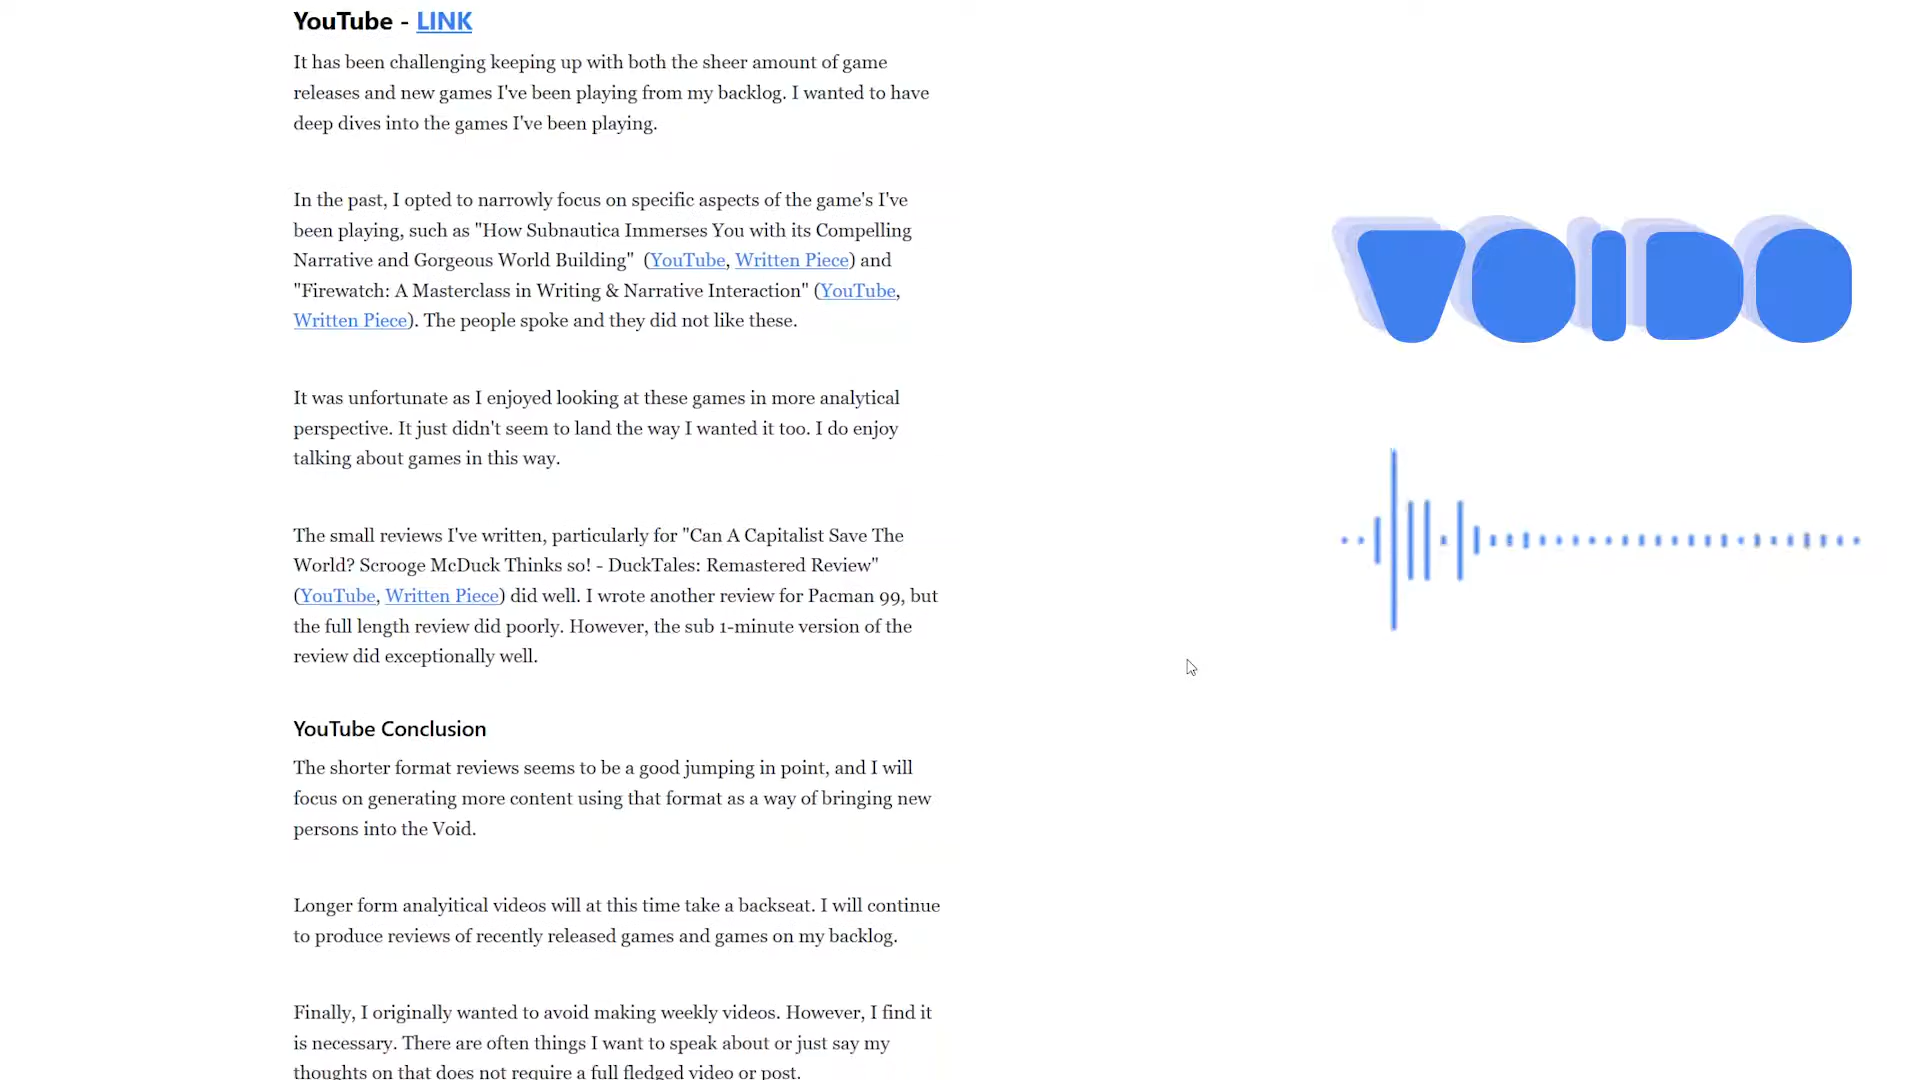 YouTube - LINK
It has been challenging keeping up with both the sheer amount of game
releases and new games I've been playing from my backlog. I wanted to have
deep dives into the games I've been playing.
In the past, I opted to narrowly focus on specific aspects of the game's I've
been playing, such as "How Subnautica Immerses You with its Compelling
Narrative and Gorgeous World Building"  (YouTube, Written Piece) and
"Firewatch: A Masterclass in Writing & Narrative Interaction" (YouTube,
Written Piece). The people spoke and they did not like these.
It was unfortunate as I enjoyed looking at these games in more analytical
perspective. It just didn't seem to land the way I wanted it too. I do enjoy
talking about games in this way.
The small reviews I've written, particularly for "Can A Capitalist Save The
World? Scrooge McDuck Thinks so! - DuckTales: Remastered Review"
(YouTube, Written Piece) did well. I wrote another review for Pacman 99, but
the full length review did poorly. However, the sub 1-minute version of the
review did exceptionally well.
YouTube Conclusion
The shorter format reviews seems to be a good jumping in point, and I will
focus on generating more content using that format as a way of bringing new
persons into the Void.
Longer form analyitical videos will at this time take a backseat. I will continue
to produce reviews of recently released games and games on my backlog.
Finally, I originally wanted to avoid making weekly videos. However, I find it
is necessary. There are often things I want to speak about or just say my
thoughts on that does not require a full fledged video or post.
VOIDO